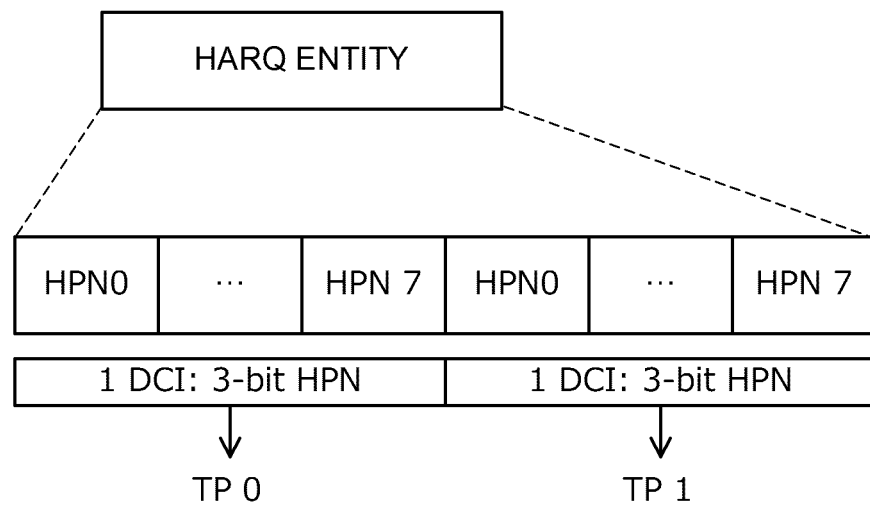 HARQ ENTITY
HPN0 ... HPN 7 HPN0 ... HPN 7
1 DCI: 3-bit HPN 1 DCI: 3-bit HPN
TP 0 TP 1